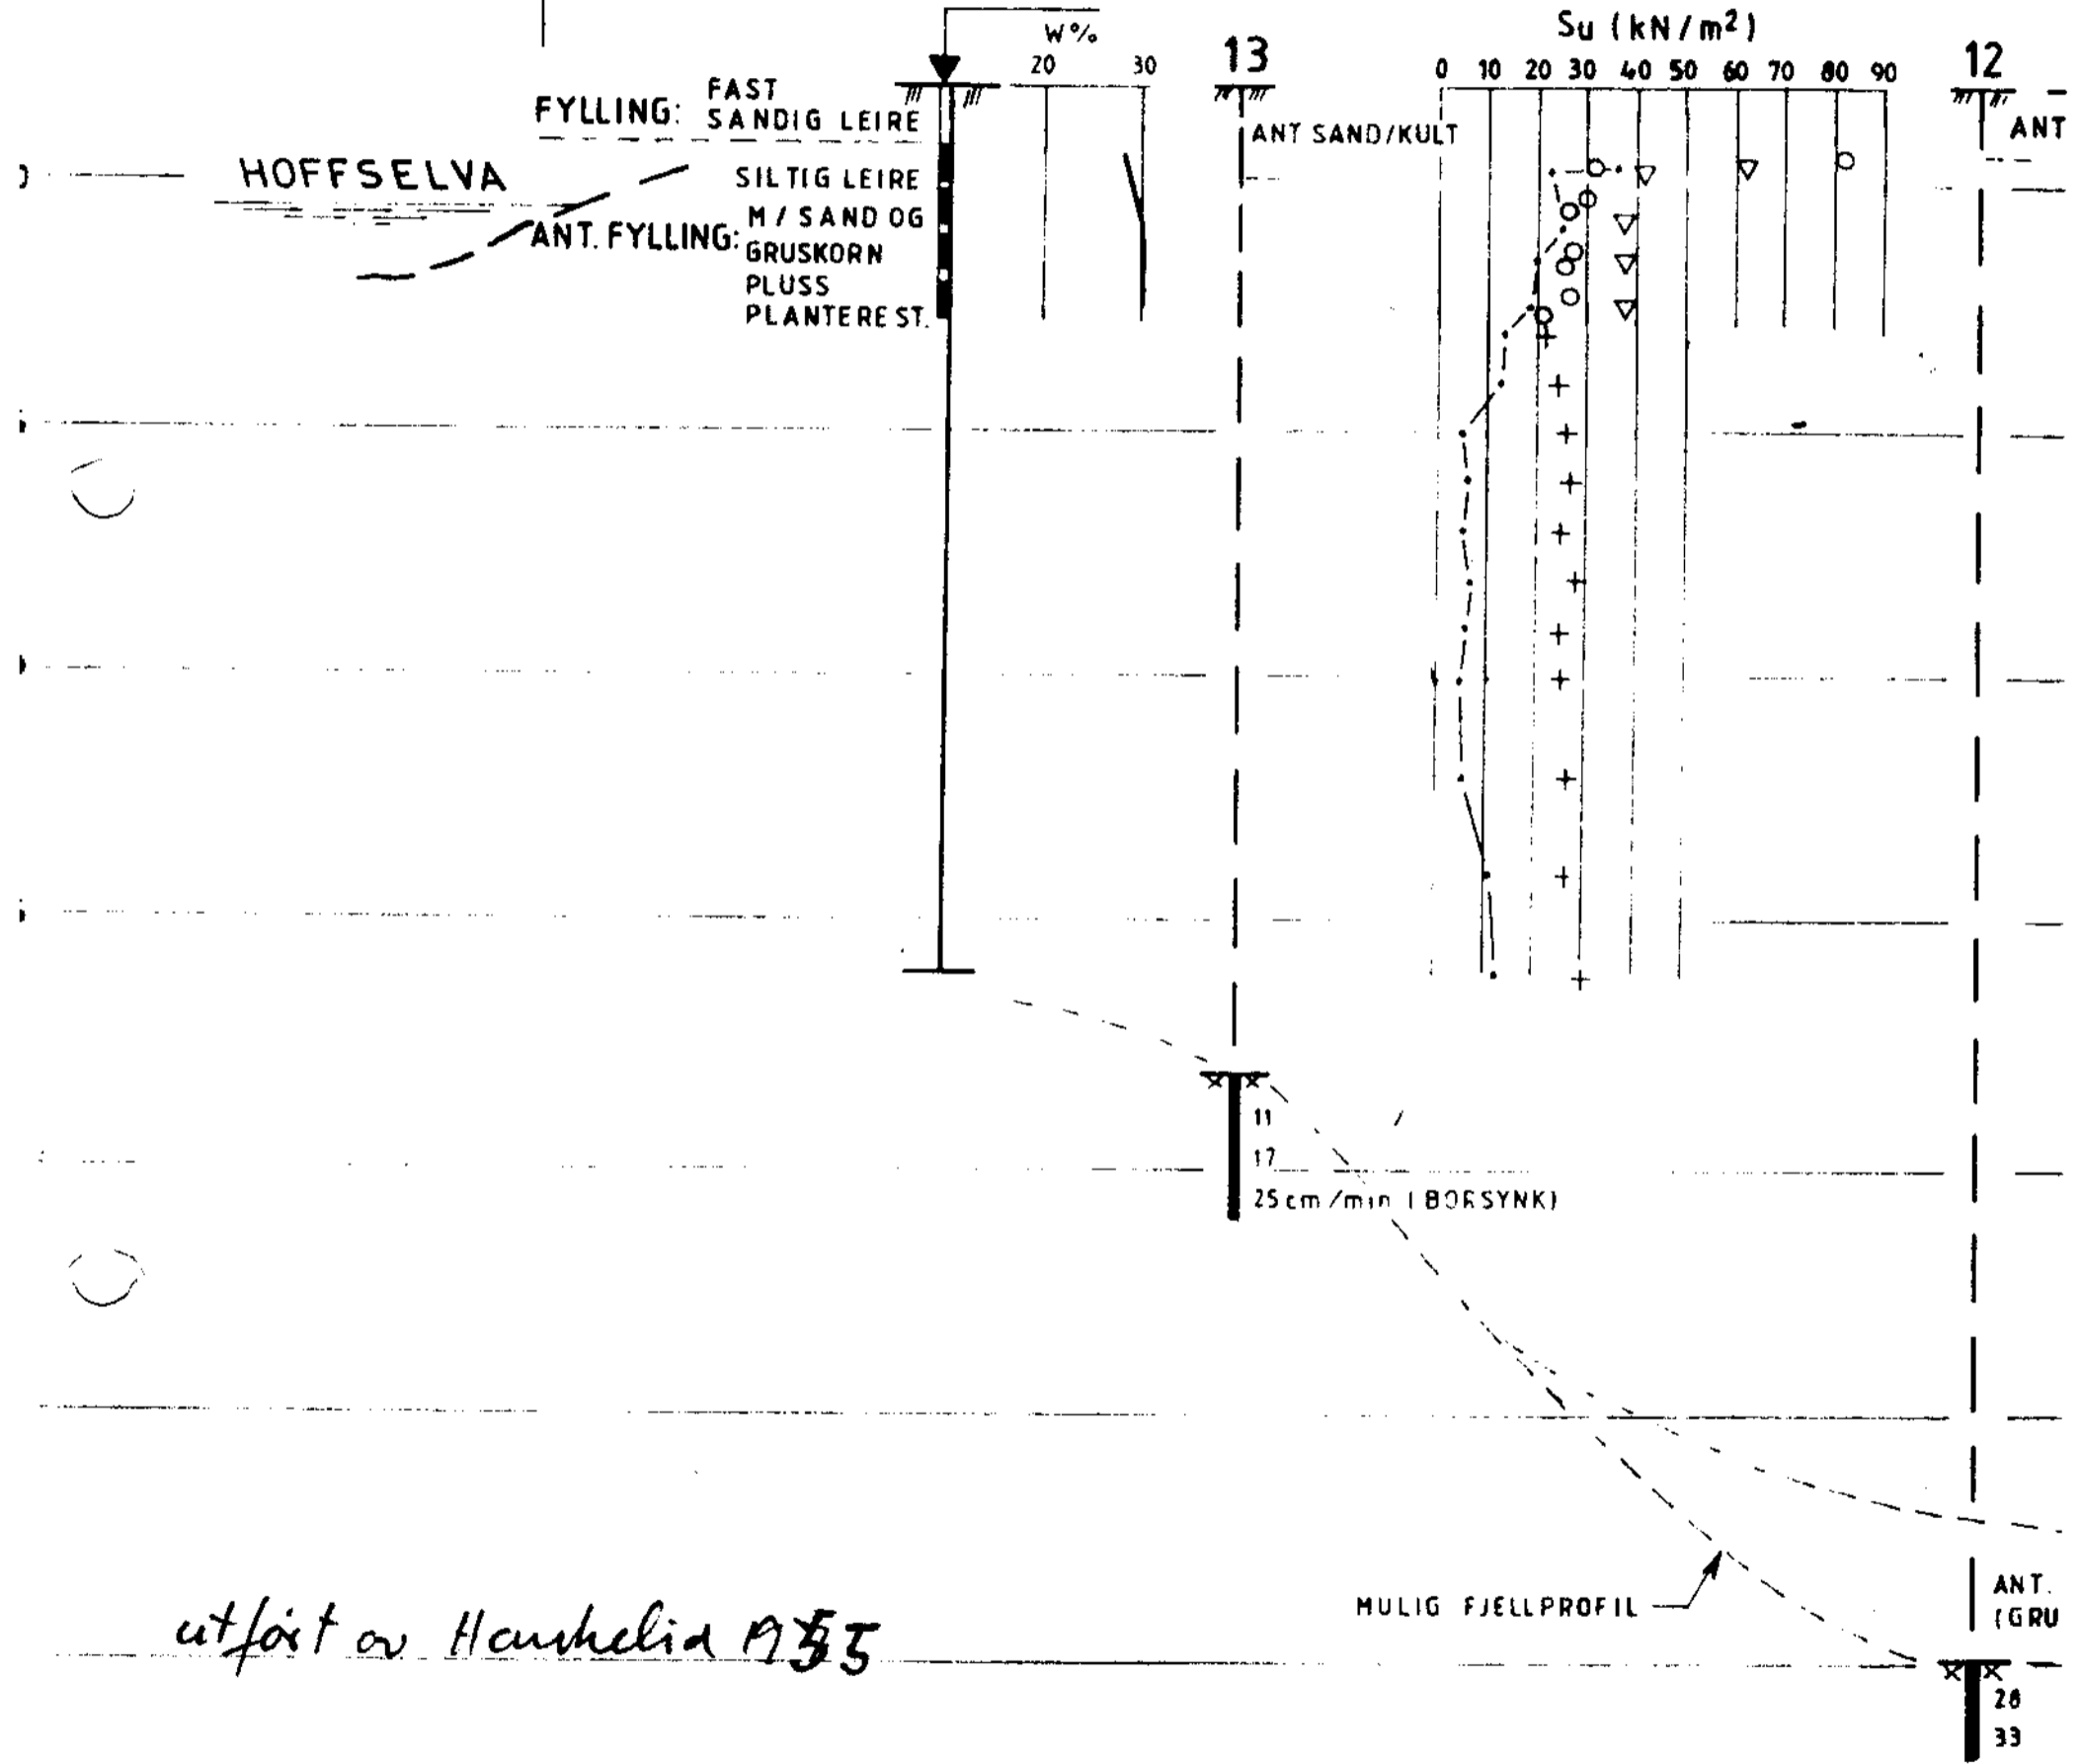 W%
20 30
13
Su (kN/m²)
0 10 20 30 40 50 60 70 80 90
12
FYLLING: FAST
SANDIG LEIRE
ANT SAND/KULT
ANT
HOFFSELVA
ANT. FYLLING: SILTIG LEIRE
M/SAND OG
GRUSKORN
PLUSS
PLANTEREST.
11
17
25 cm/min (BORSYNK)
MULIG FJELLPROFIL
ANT.
(GRU
28
33
utført av